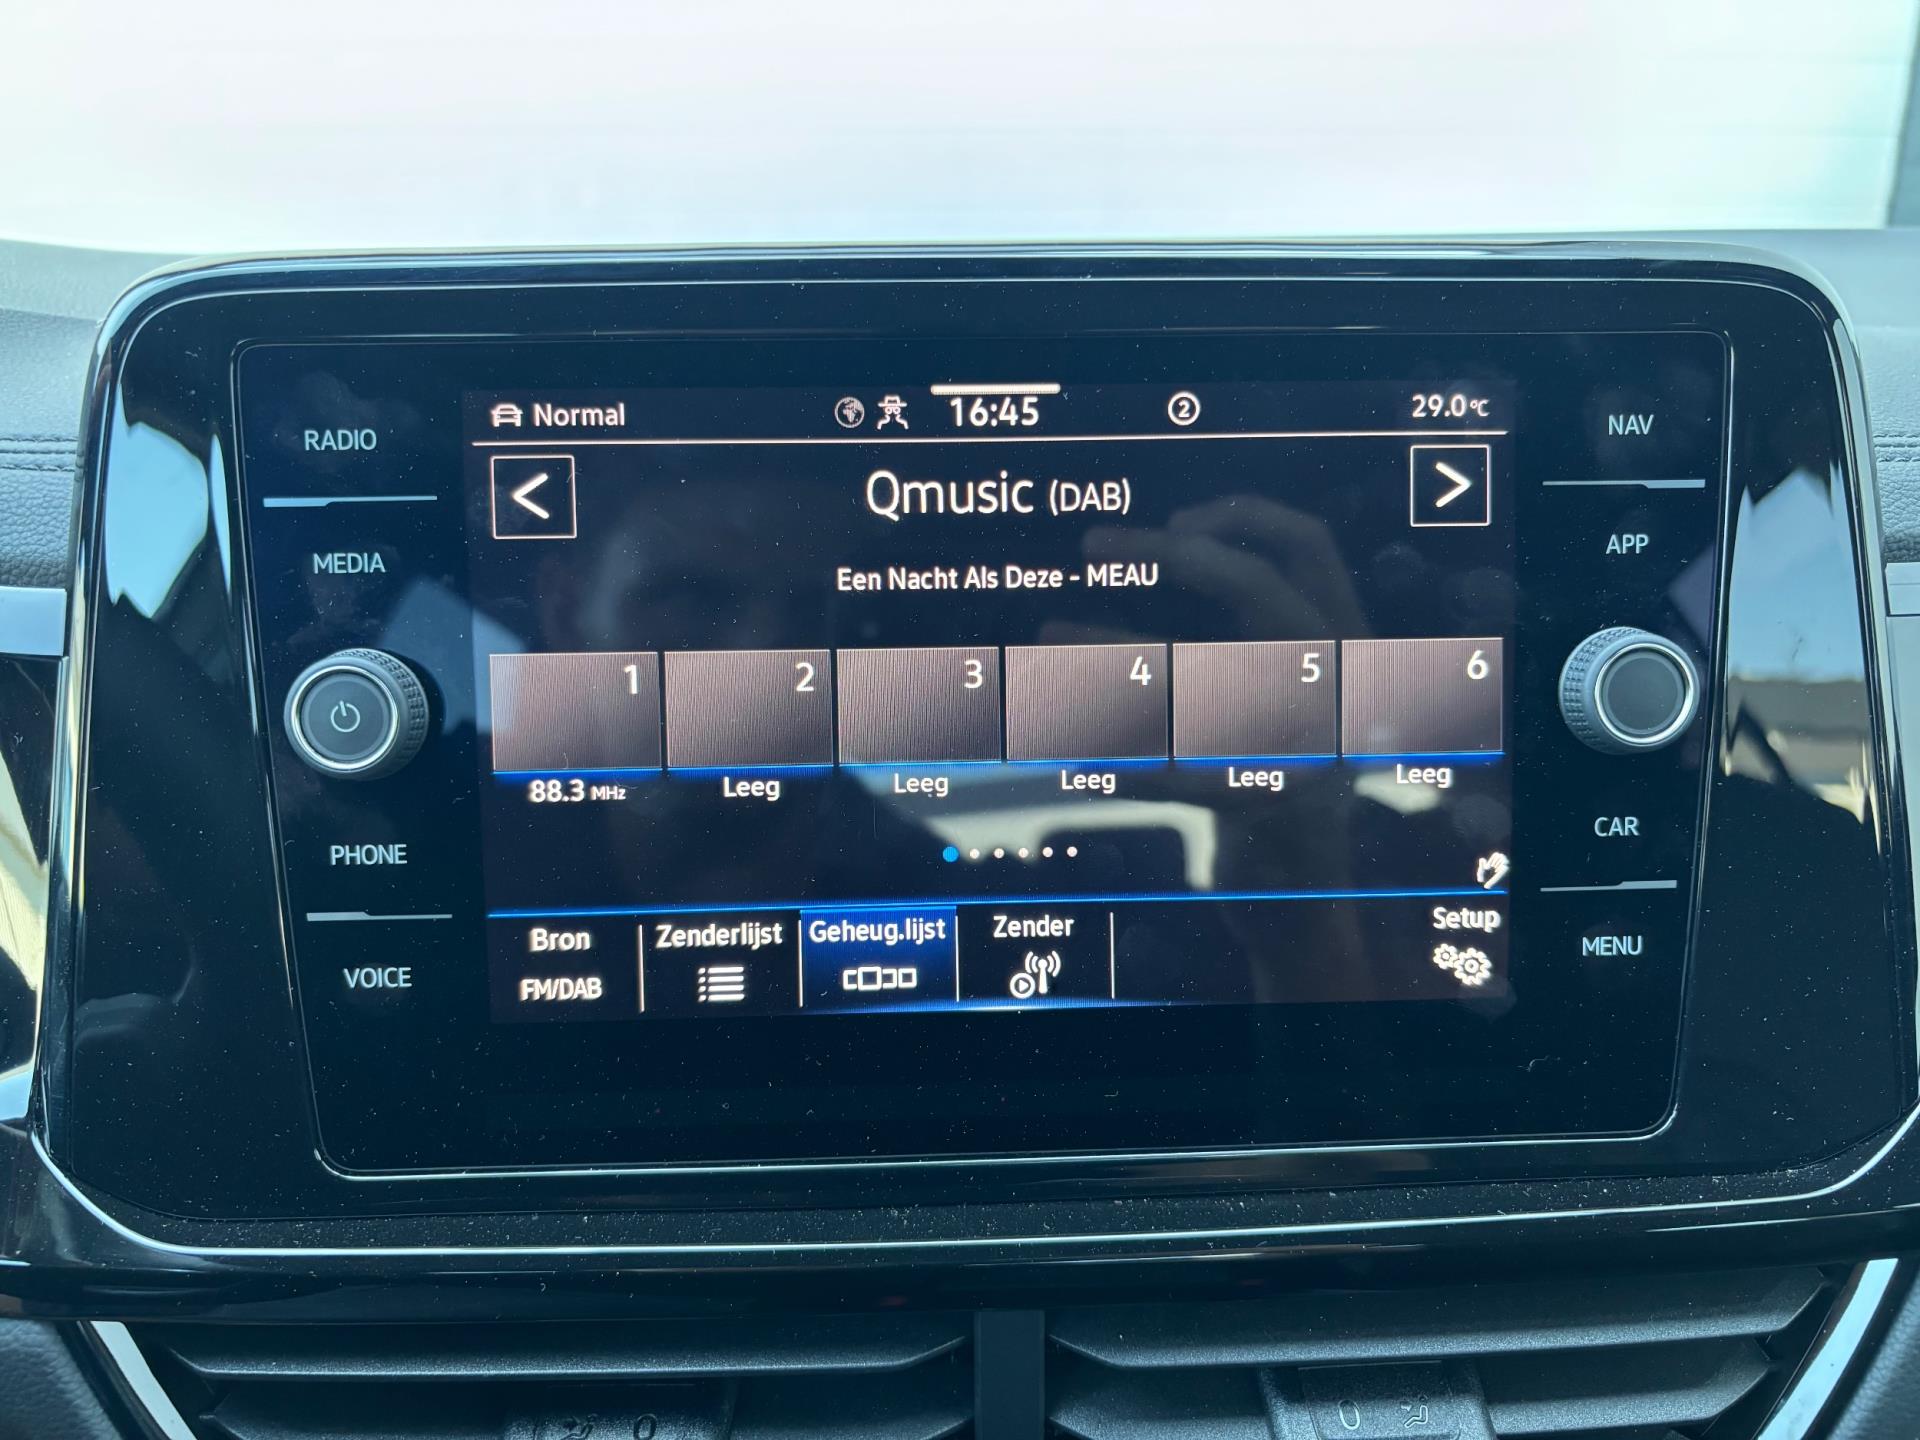 Normal 16:45 2 29.0°C
< Qmusic (DAB) >
Een Nacht Als Deze - MEAU
1 2 3 4 5 6
88.3 MHz Leeg Leeg Leeg Leeg Leeg
Bron Zenderlijst Geheug.lijst Zender Setup
FM/DAB
RADIO
MEDIA
PHONE
VOICE
NAV
APP
CAR
MENU
0 0